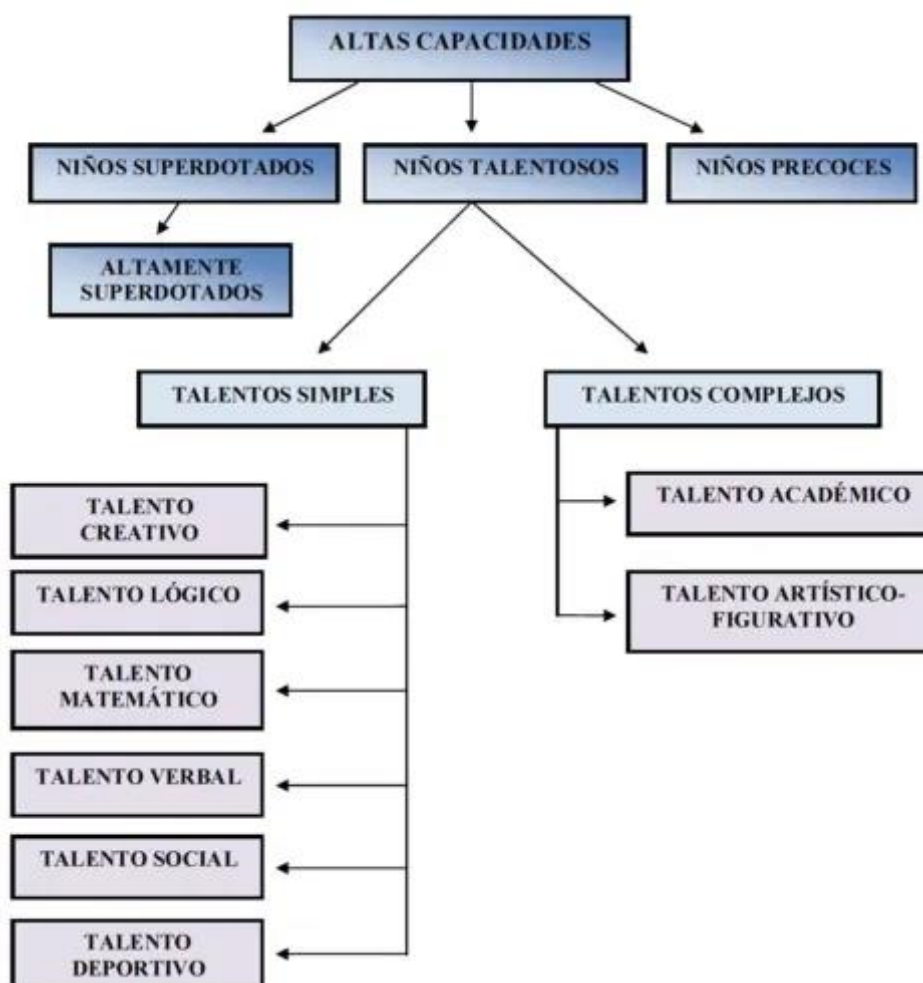 ALTAS CAPACIDADES
NIÑOS SUPERDOTADOS
NIÑOS TALENTOSOS
NIÑOS PRECOCES
ALTAMENTE
SUPERDOTADOS
TALENTOS SIMPLES
TALENTOS COMPLEJOS
TALENTO
CREATIVO
TALENTO LÓGICO
TALENTO
MATEMÁTICO
TALENTO VERBAL
TALENTO SOCIAL
TALENTO
DEPORTIVO
TALENTO ACADÉMICO
TALENTO ARTÍSTICO-
FIGURATIVO